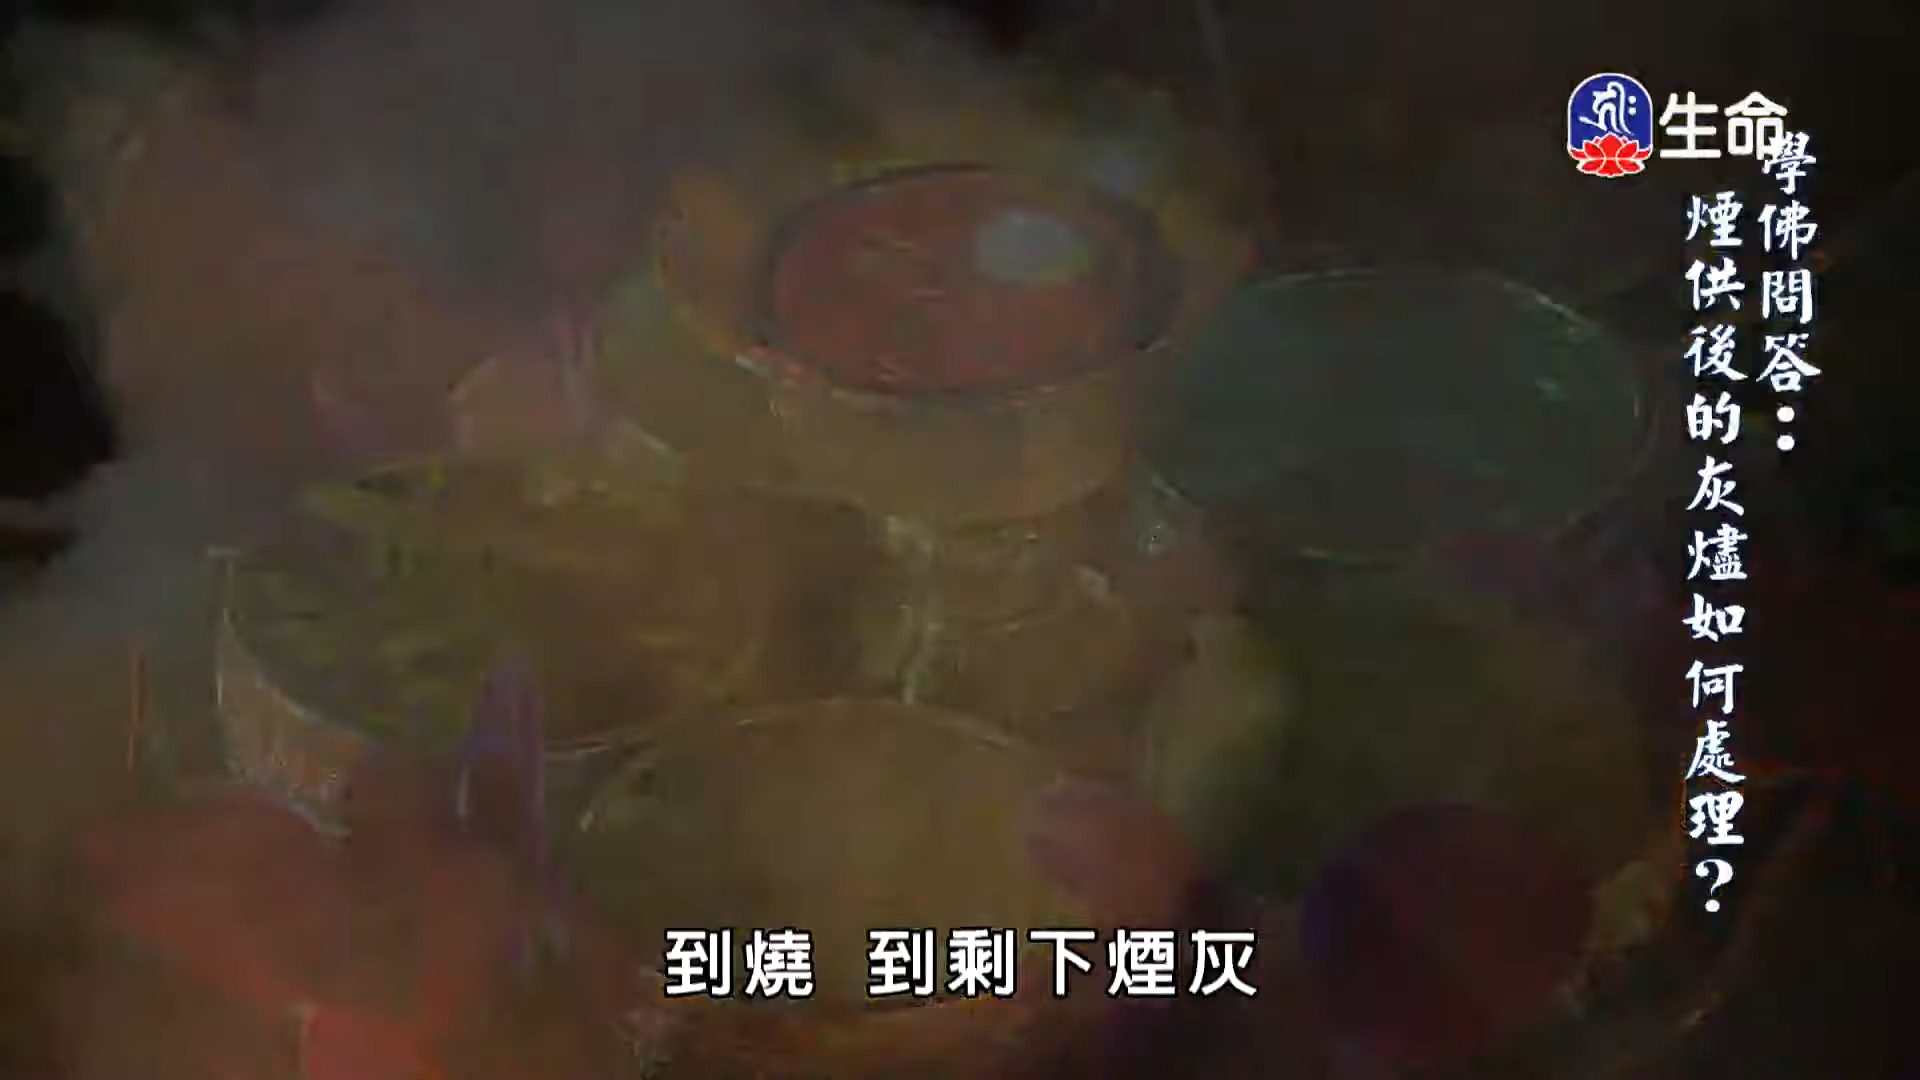 生命
學佛問答：
煙供後的灰燼如何處理？
到燒 到剩下煙灰